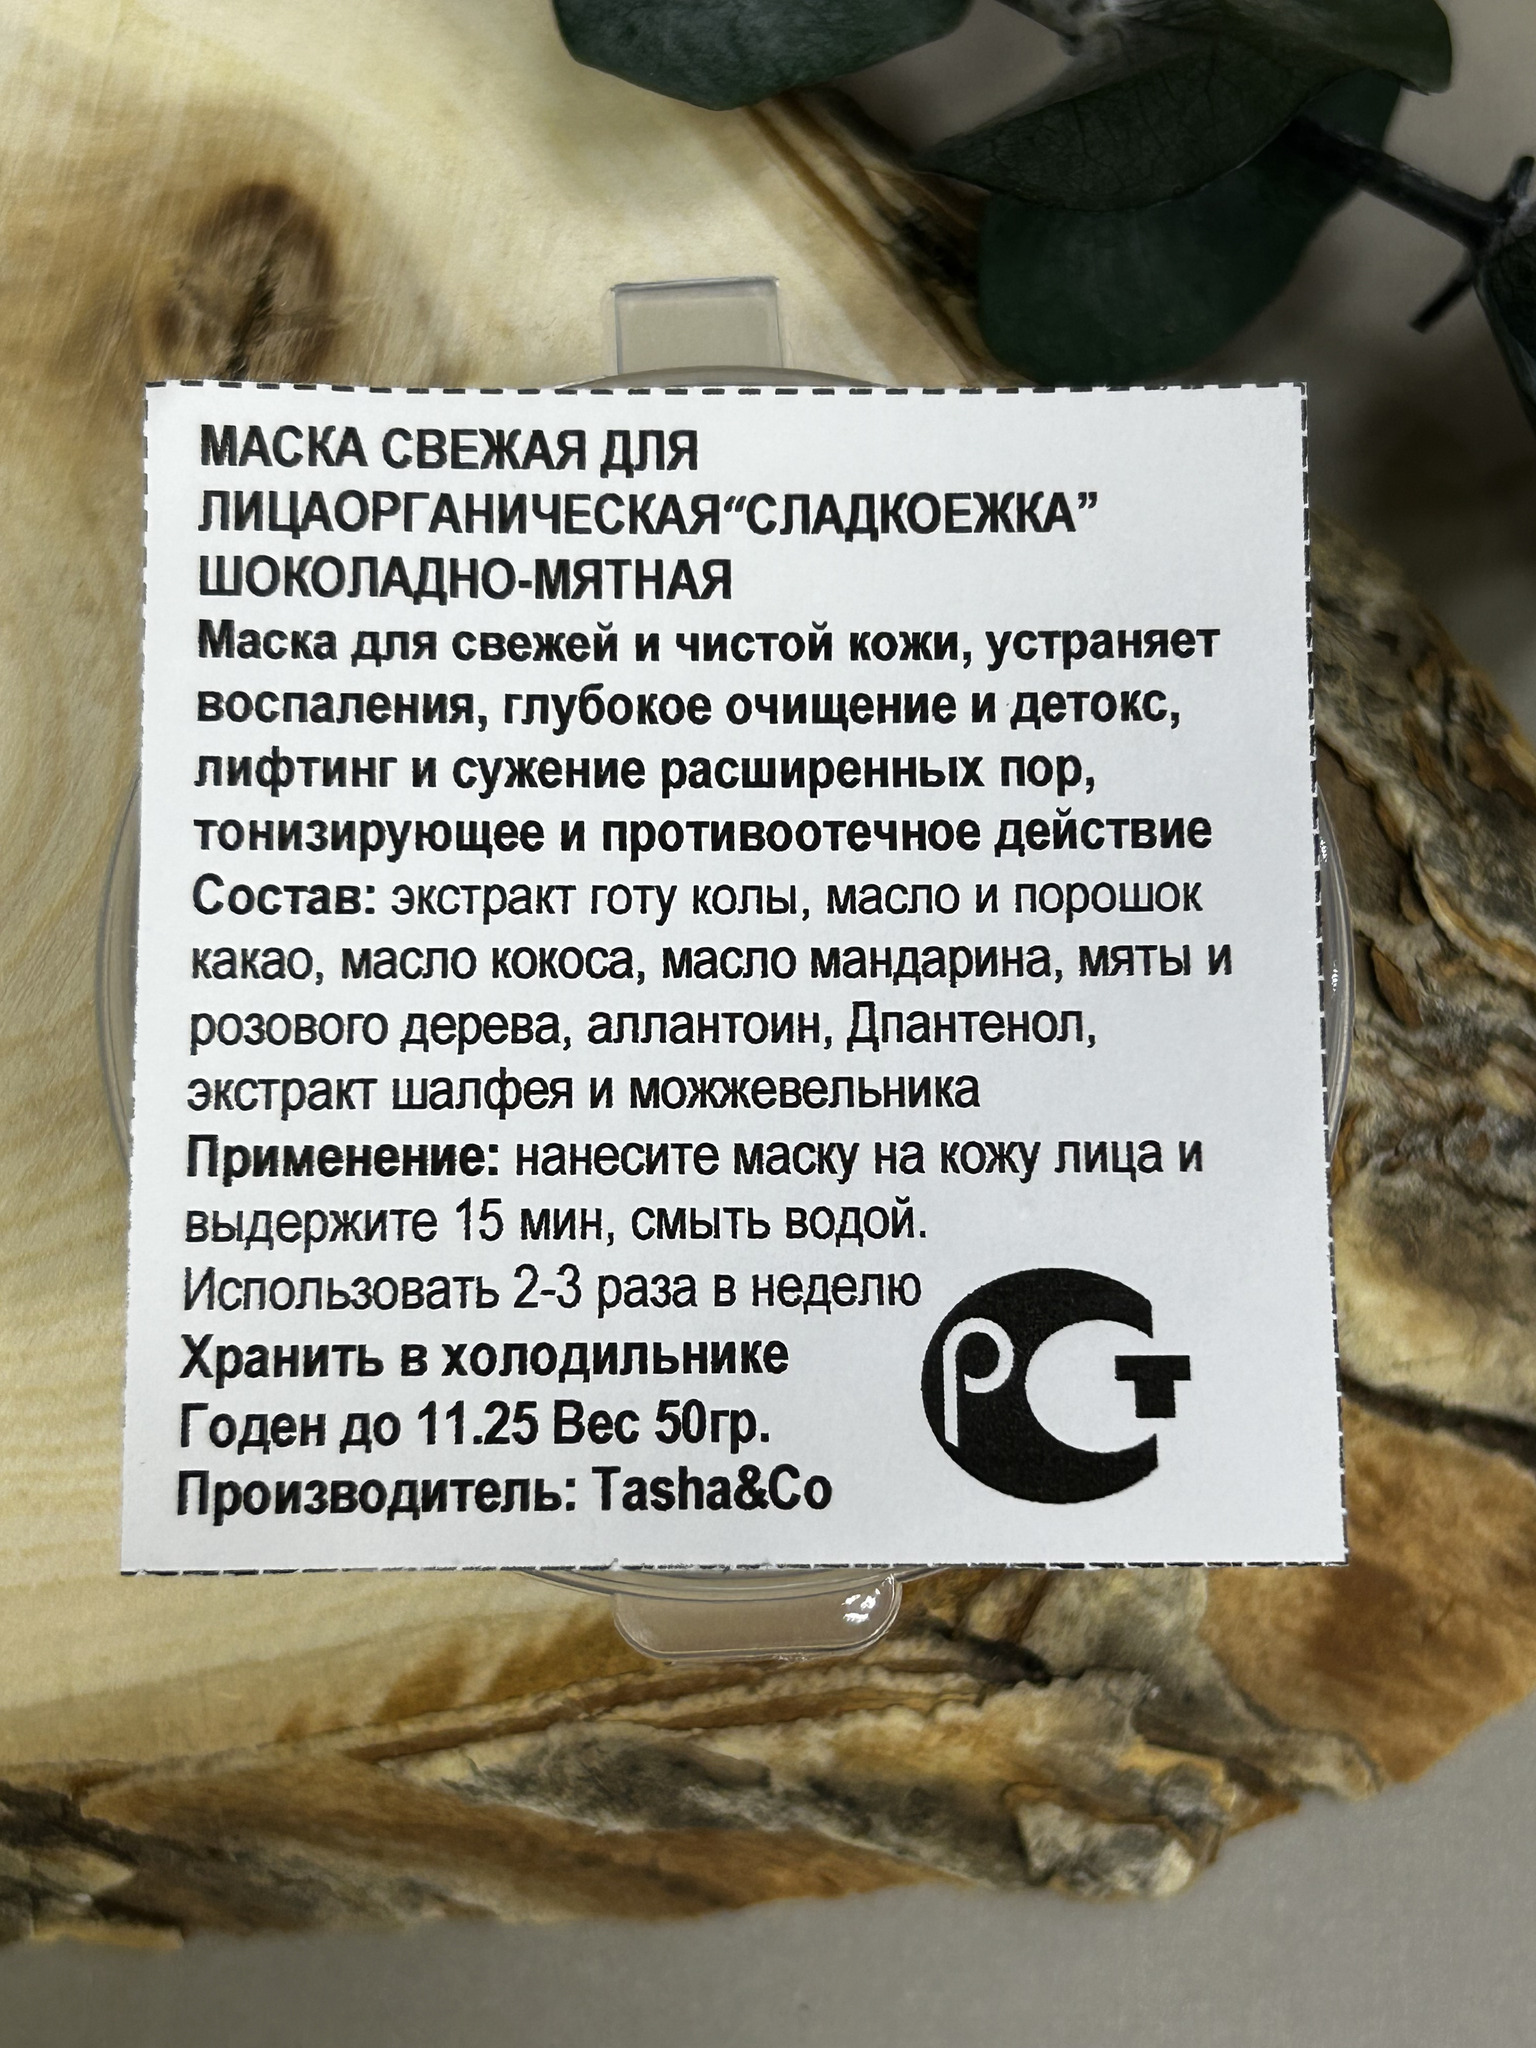 МАСКА СВЕЖАЯ ДЛЯ
ЛИЦАОРГАНИЧЕСКАЯ“СЛАДКОЕЖКА”
ШОКОЛАДНО-МЯТНАЯ
Маска для свежей и чистой кожи, устраняет
воспаления, глубокое очищение и детокс,
лифтинг и сужение расширенных пор,
тонизирующее и противоотечное действие
Состав: экстракт готу колы, масло и порошок
какао, масло кокоса, масло мандарина, мяты и
розового дерева, аллантоин, Дпантенол,
экстракт шалфея и можжевельника
Применение: нанесите маску на кожу лица и
выдержите 15 мин, смыть водой.
Использовать 2-3 раза в неделю
Хранить в холодильнике
Годен до 11.25 Вес 50гр.
Производитель: Tasha&Co
РСТ